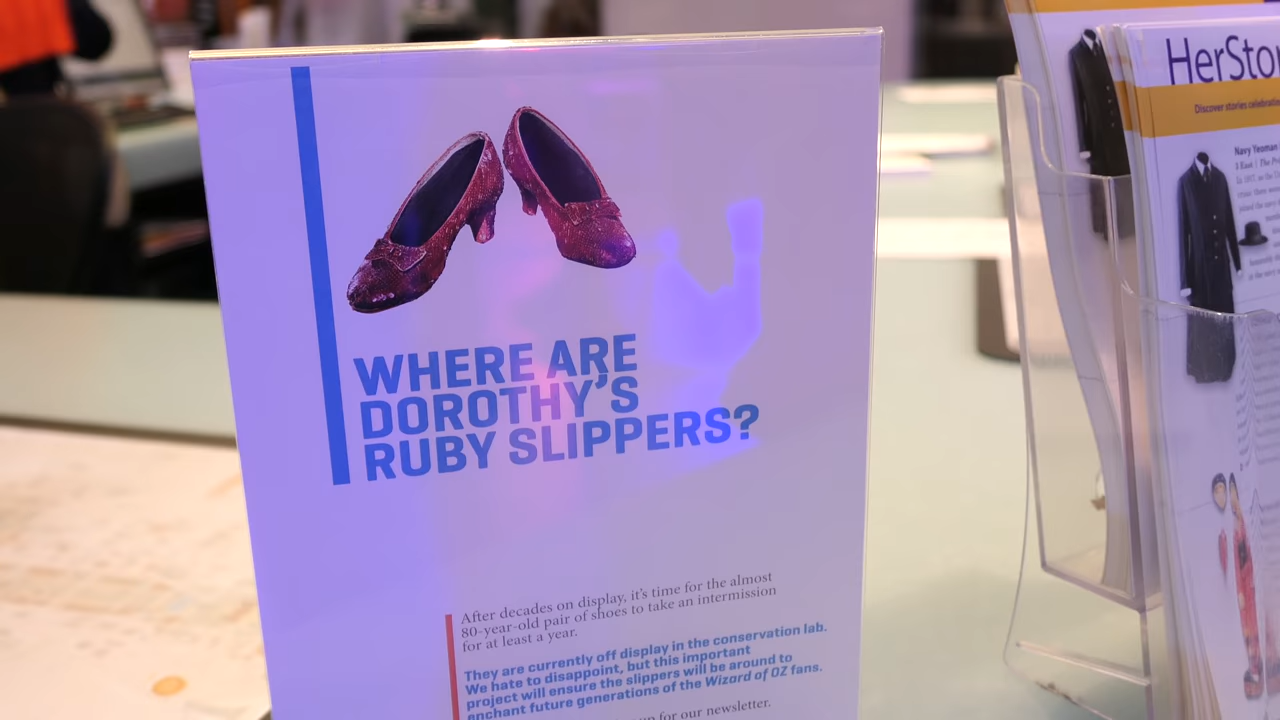 WHERE ARE
DOROTHY'S
RUBY SLIPPERS?
After decades on display, it's time for the almost
80-year-old pair of shoes to take an intermission
for at least a year.
They are currently off display in the conservation lab.
We hate to disappoint, but this important
project will ensure the slippers will be around to
enchant future generations of the Wizard of OZ fans.
up for our newsletter.
HerStor
Discover stories
Navy Yeoman